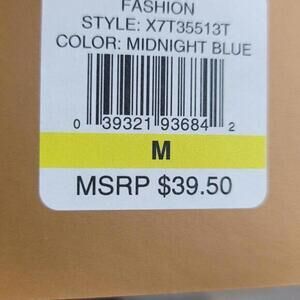 FASHION
STYLE: X7T35513T
COLOR: MIDNIGHT BLUE
0 39321 93684 2
M
MSRP $39.50